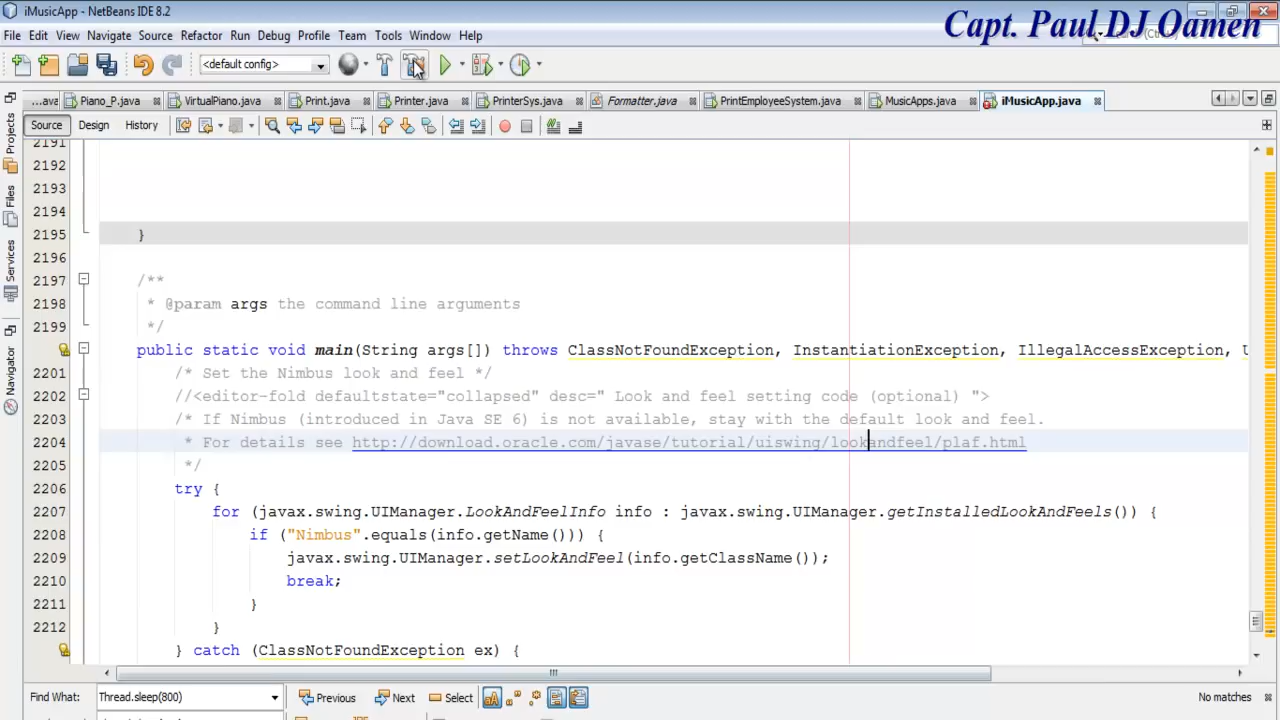 iMusicApp - NetBeans IDE 8.2
Capt. Paul DJ Oamen
File Edit View Navigate Source Refactor Run Debug Profile Team Tools Window Help
<default config>
...ava Piano_P.java VirtualPiano.java Print.java Printer.java PrinterSys.java Formatter.java PrintEmployeeSystem.java MusicApps.java iMusicApp.java
Source Design History
Projects
Files
Services
Navigator
2191
2192
2193
2194
2195 }
2196
2197 /**
2198 * @param args the command line arguments
2199 */
public static void main(String args[]) throws ClassNotFoundException, InstantiationException, IllegalAccessException, U
2201 /* Set the Nimbus look and feel */
2202 //<editor-fold defaultstate="collapsed" desc=" Look and feel setting code (optional) ">
2203 /* If Nimbus (introduced in Java SE 6) is not available, stay with the default look and feel.
2204 * For details see http://download.oracle.com/javase/tutorial/uiswing/lookandfeel/plaf.html
2205 */
2206 try {
2207 for (javax.swing.UIManager.LookAndFeelInfo info : javax.swing.UIManager.getInstalledLookAndFeels()) {
2208 if ("Nimbus".equals(info.getName())) {
2209 javax.swing.UIManager.setLookAndFeel(info.getClassName());
2210 break;
2211 }
2212 }
} catch (ClassNotFoundException ex) {
Find What: Thread.sleep(800) Previous Next Select No matches